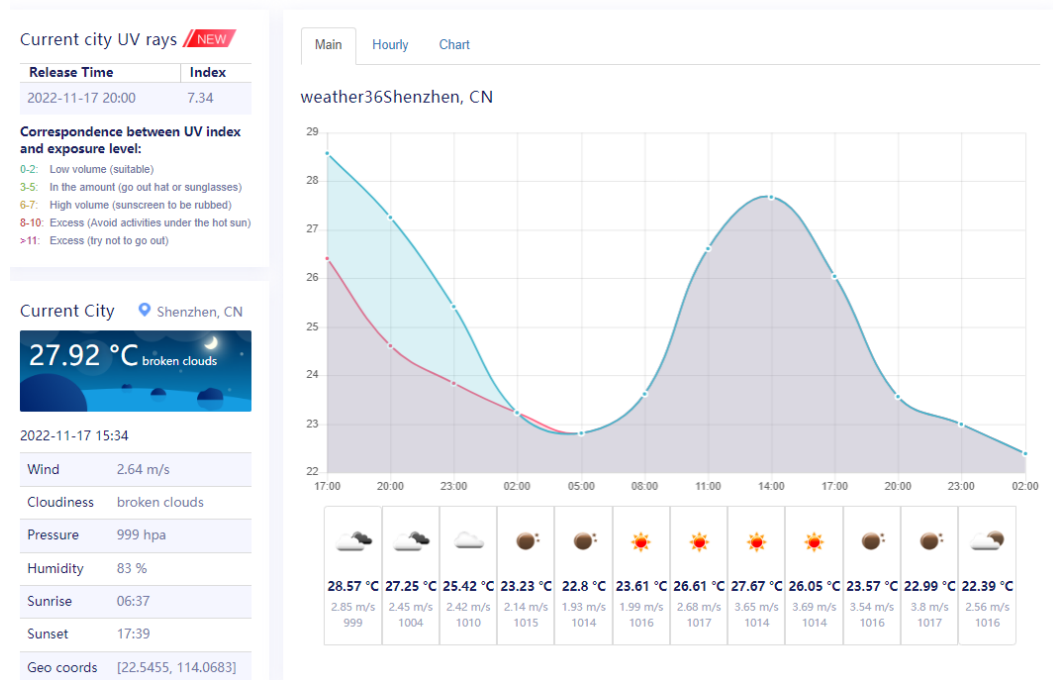 Current city UV rays NEW
Release Time Index
2022-11-17 20:00 7.34
Correspondence between UV index
and exposure level:
0-2: Low volume (suitable)
3-5: In the amount (go out hat or sunglasses)
6-7: High volume (sunscreen to be rubbed)
8-10: Excess (Avoid activities under the hot sun)
>11: Excess (try not to go out)
Current City Shenzhen, CN
27.92 °C broken clouds
2022-11-17 15:34
Wind 2.64 m/s
Cloudiness broken clouds
Pressure 999 hpa
Humidity 83 %
Sunrise 06:37
Sunset 17:39
Geo coords [22.5455, 114.0683]
Main Hourly Chart
weather36Shenzhen, CN
29
28
27
26
25
24
23
22
17:00 20:00 23:00 02:00 05:00 08:00 11:00 14:00 17:00 20:00 23:00 02:00
28.57 °C 27.25 °C 25.42 °C 23.23 °C 22.8 °C 23.61 °C 26.61 °C 27.67 °C 26.05 °C 23.57 °C 22.99 °C 22.39 °C
2.85 m/s 2.45 m/s 2.42 m/s 2.14 m/s 1.93 m/s 1.99 m/s 2.68 m/s 3.65 m/s 3.69 m/s 3.54 m/s 3.8 m/s 2.56 m/s
999 1004 1010 1015 1014 1016 1017 1014 1014 1016 1017 1016